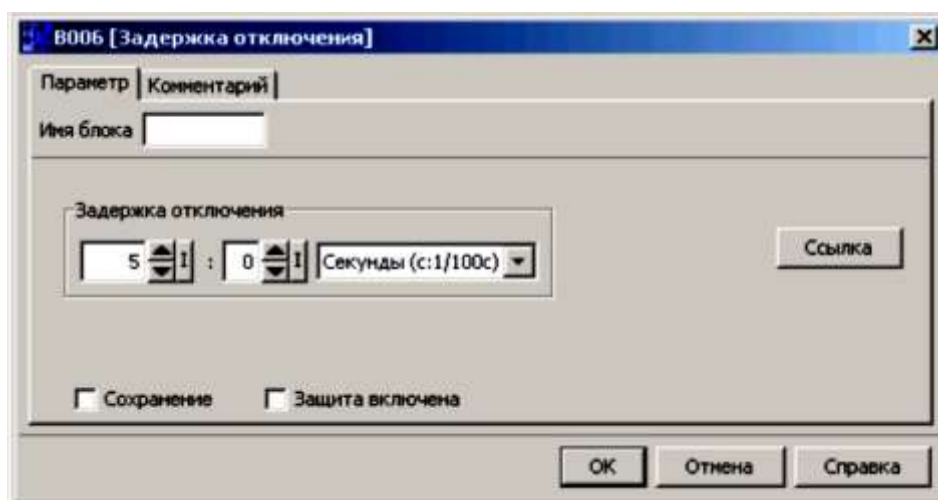 B006 [Задержка отключения]
Параметр Комментарий
Имя блока
Задержка отключения
5 : 0 Секунды (с:1/100с)
Ссылка
Сохранение Защита включена
ОК Отмена Справка